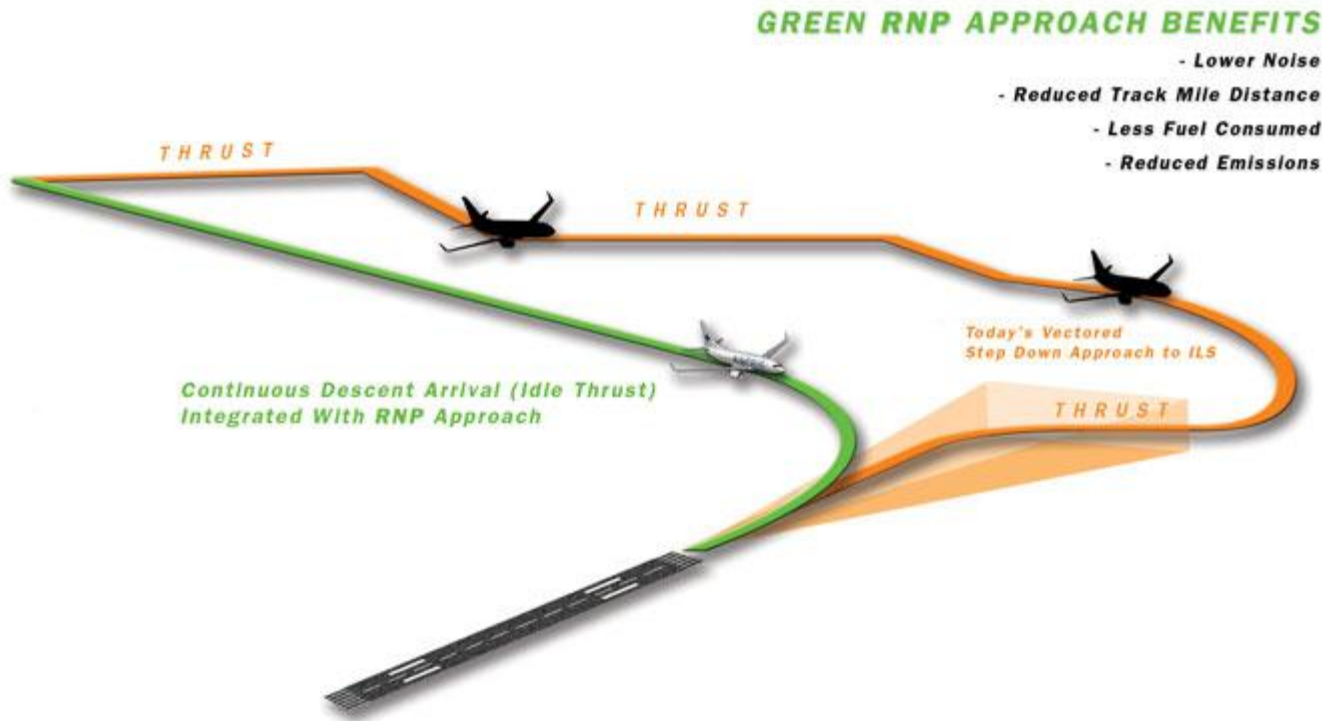 GREEN RNP APPROACH BENEFITS
- Lower Noise
- Reduced Track Mile Distance
- Less Fuel Consumed
- Reduced Emissions
THRUST
THRUST
Today's Vectored
Step Down Approach to ILS
Continuous Descent Arrival (Idle Thrust)
Integrated With RNP Approach
THRUST